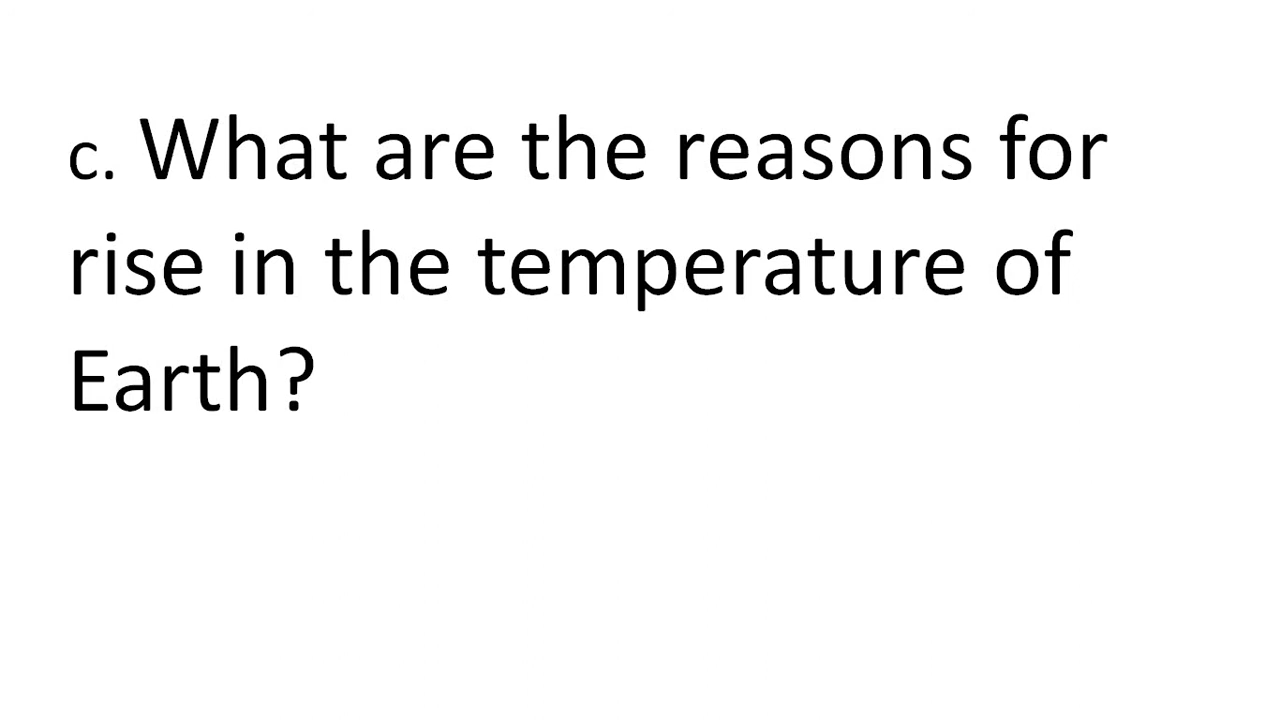 c. What are the reasons for
rise in the temperature of
Earth?